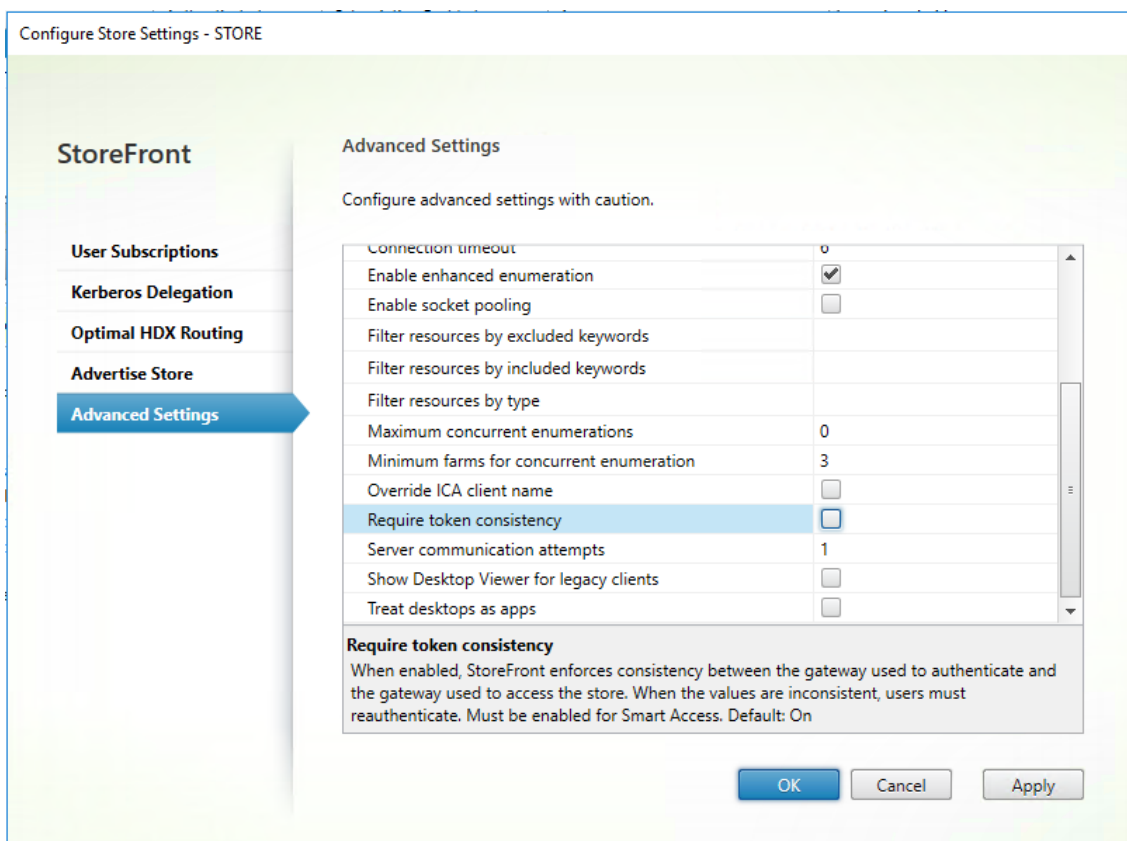 Configure Store Settings - STORE
StoreFront
User Subscriptions
Kerberos Delegation
Optimal HDX Routing
Advertise Store
Advanced Settings
Advanced Settings
Configure advanced settings with caution.
Connection timeout 6
Enable enhanced enumeration
Enable socket pooling
Filter resources by excluded keywords
Filter resources by included keywords
Filter resources by type
Maximum concurrent enumerations 0
Minimum farms for concurrent enumeration 3
Override ICA client name
Require token consistency
Server communication attempts 1
Show Desktop Viewer for legacy clients
Treat desktops as apps
Require token consistency
When enabled, StoreFront enforces consistency between the gateway used to authenticate and
the gateway used to access the store. When the values are inconsistent, users must
reauthenticate. Must be enabled for Smart Access. Default: On
OK Cancel Apply